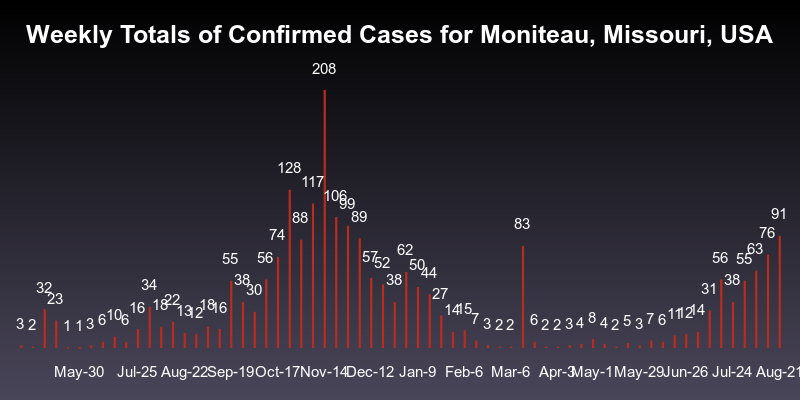 Weekly Totals of Confirmed Cases for Moniteau, Missouri, USA
208
128
117
106
99
88
89
91
83
74
76
62
63
55
56
57
52
50
56
55
44
38
30
38
38
32
23
34
31
27
3 2
1 1 3 6 10 6
16
18 22
13 12
18 16
14 15
7 3 2 2
6 2 2 3 4 8 4 2 5 3 7 6
11 12 14
May-30
Jul-25
Aug-22
Sep-19
Oct-17
Nov-14
Dec-12
Jan-9
Feb-6
Mar-6
Apr-3
May-1
May-29
Jun-26
Jul-24
Aug-21